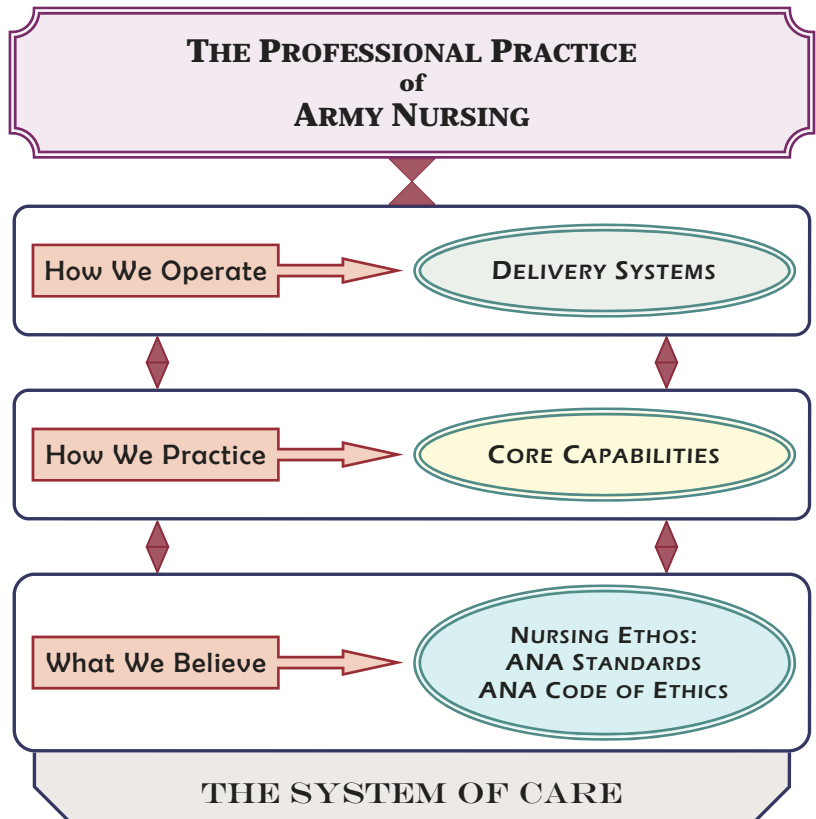 THE PROFESSIONAL PRACTICE
of
ARMY NURSING
How We Operate
DELIVERY SYSTEMS
How We Practice
CORE CAPABILITIES
What We Believe
NURSING ETHOS:
ANA STANDARDS
ANA CODE OF ETHICS
THE SYSTEM OF CARE